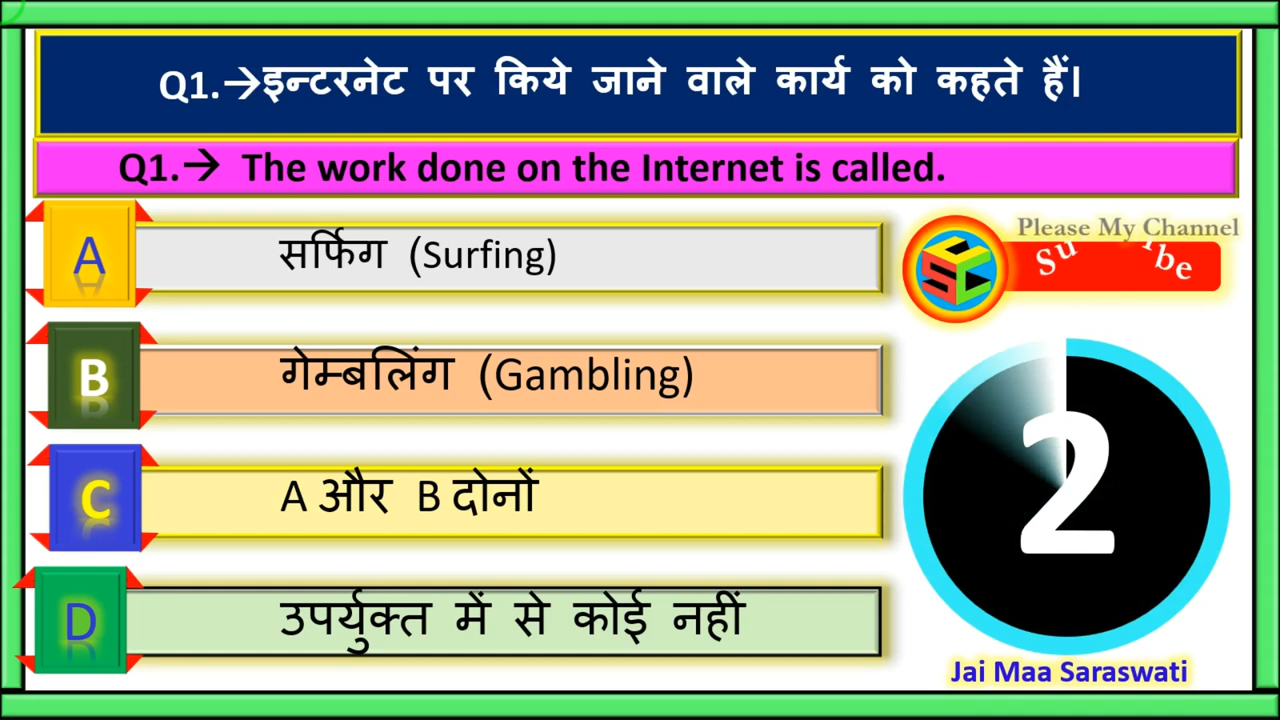 Q1.→इन्टरनेट पर किये जाने वाले कार्य को कहते हैं।
Q1.→ The work done on the Internet is called.
A सर्फिग (Surfing)
Please My Channel
B गेम्बलिंग (Gambling)
2
C A और B दोनों
D उपर्युक्त में से कोई नहीं
Jai Maa Saraswati